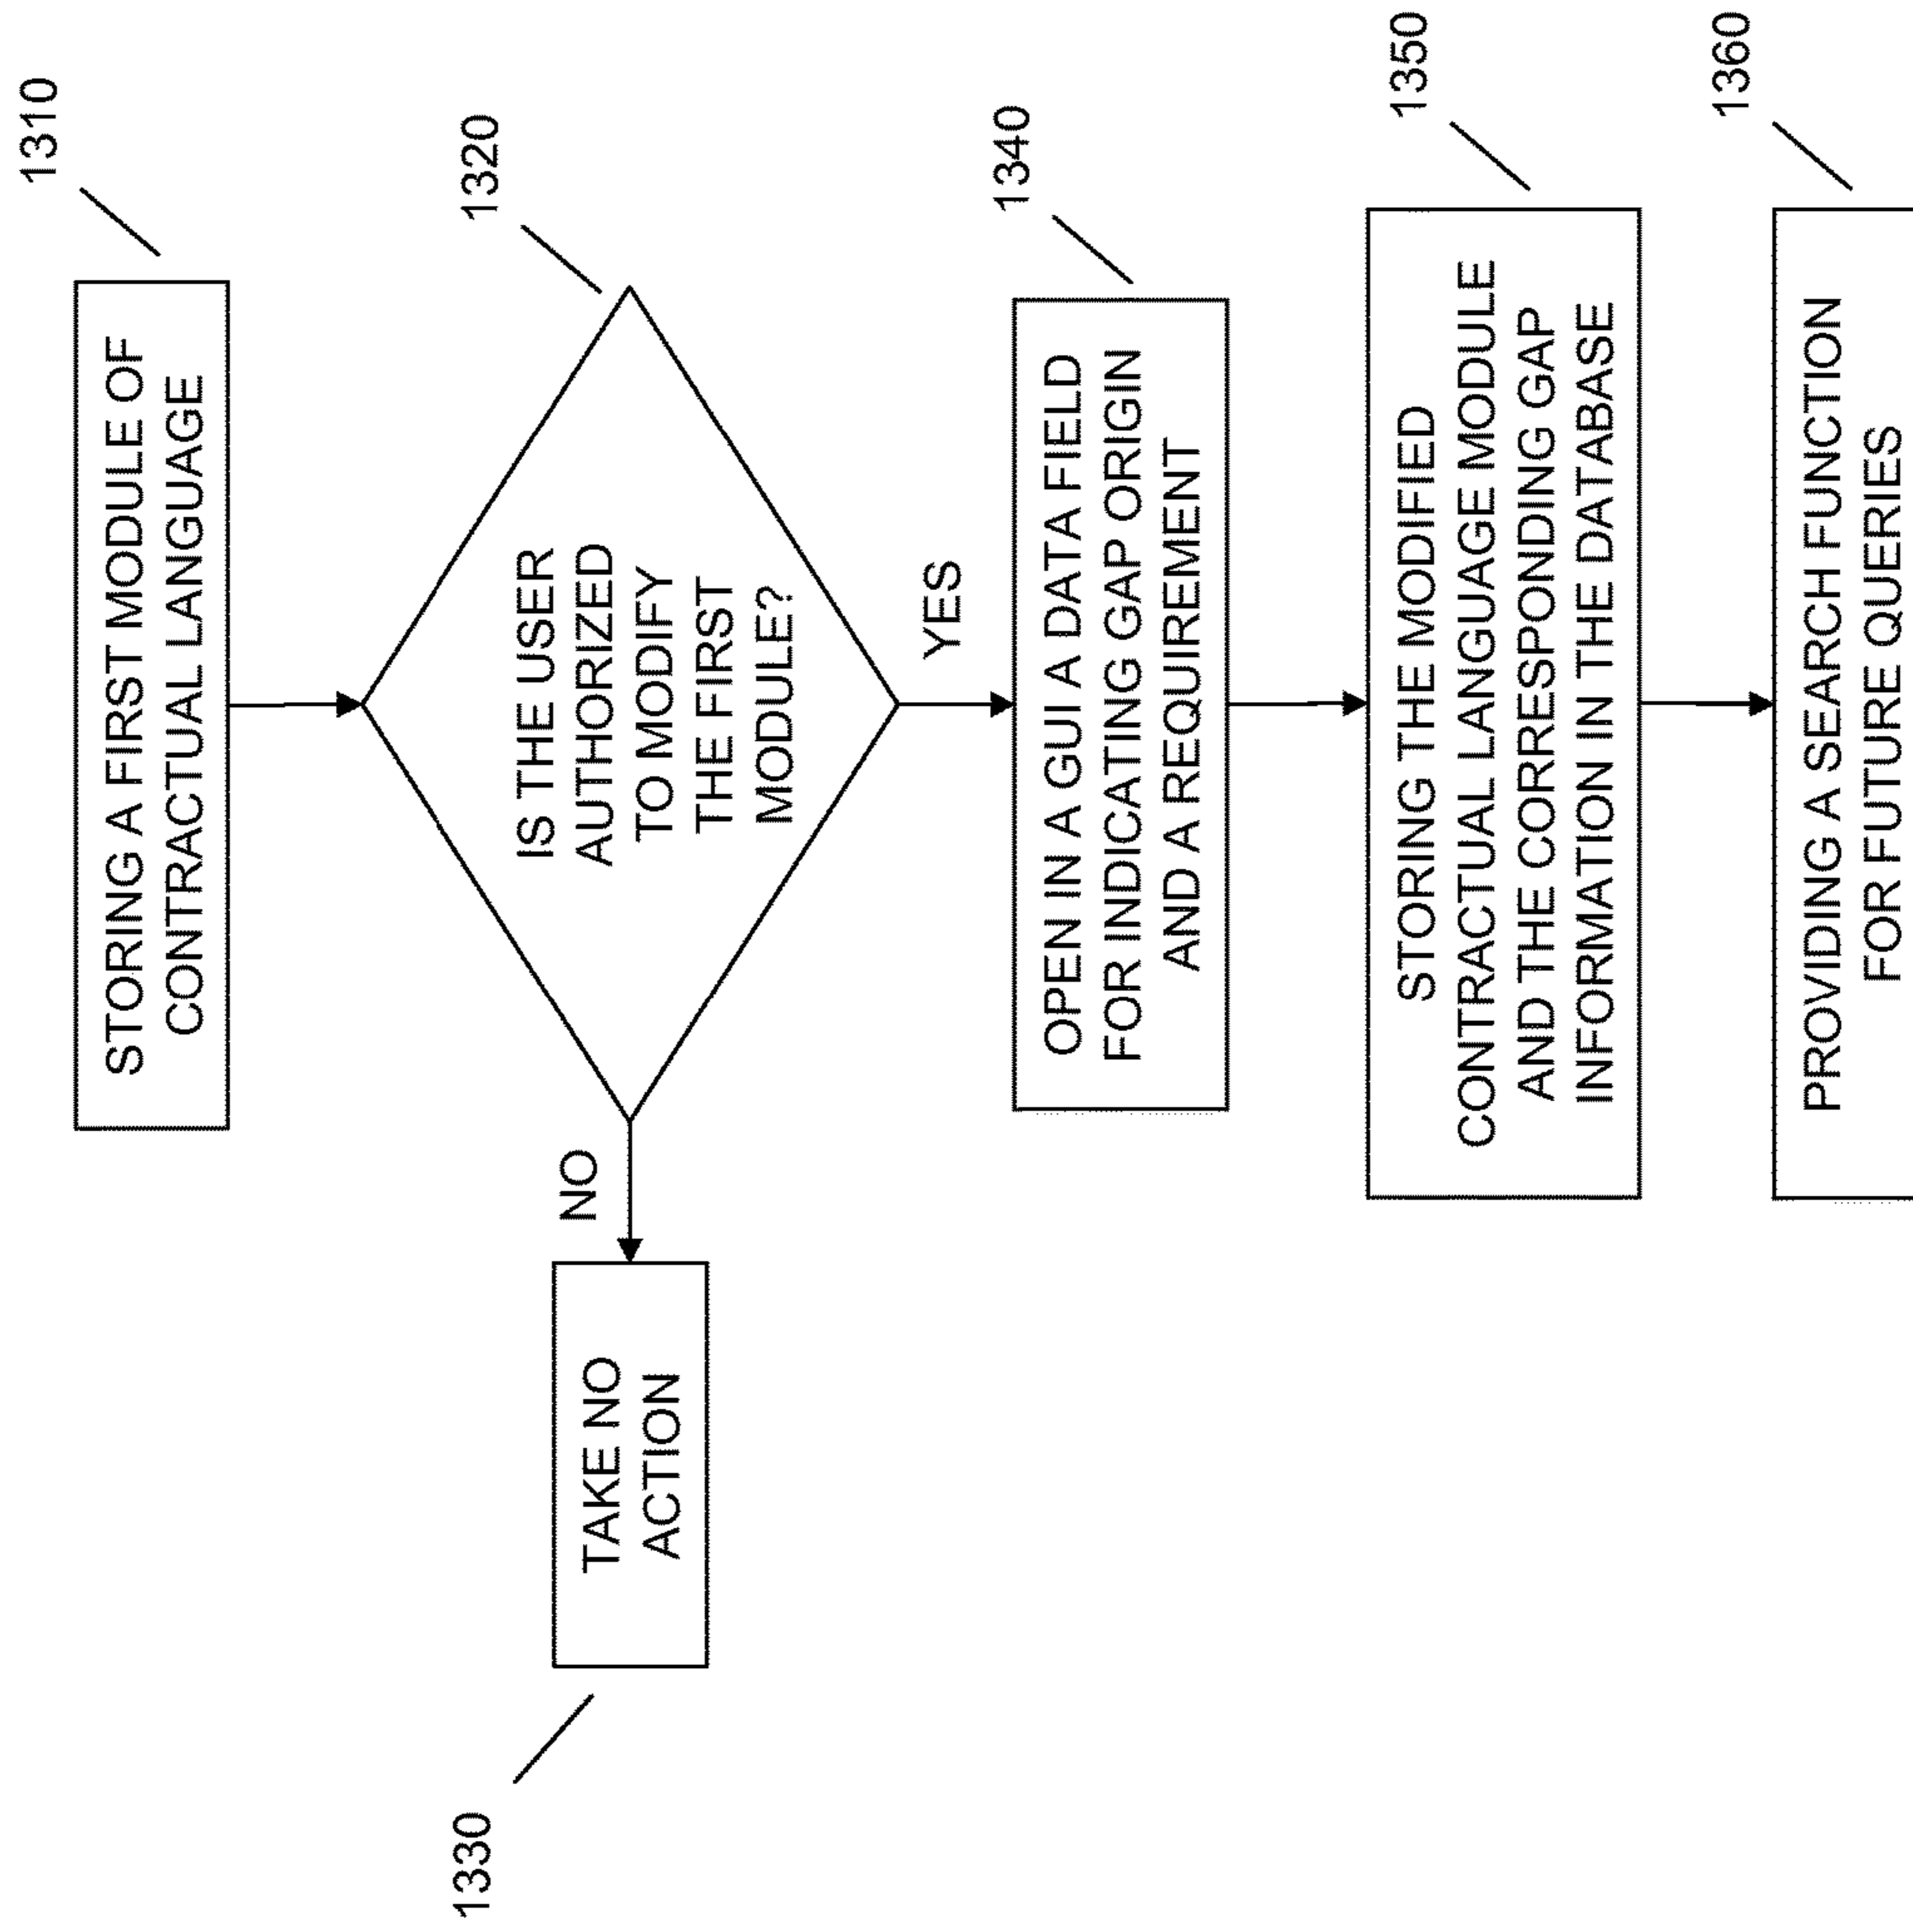 1310
STORING A FIRST MODULE OF
CONTRACTUAL LANGUAGE
1320
IS THE USER
AUTHORIZED
TO MODIFY
THE FIRST
MODULE?
NO
TAKE NO
ACTION
1330
YES
1340
OPEN IN A GUI A DATA FIELD
FOR INDICATING GAP ORIGIN
AND A REQUIREMENT
1350
STORING THE MODIFIED
CONTRACTUAL LANGUAGE MODULE
AND THE CORRESPONDING GAP
INFORMATION IN THE DATABASE
1360
PROVIDING A SEARCH FUNCTION
FOR FUTURE QUERIES